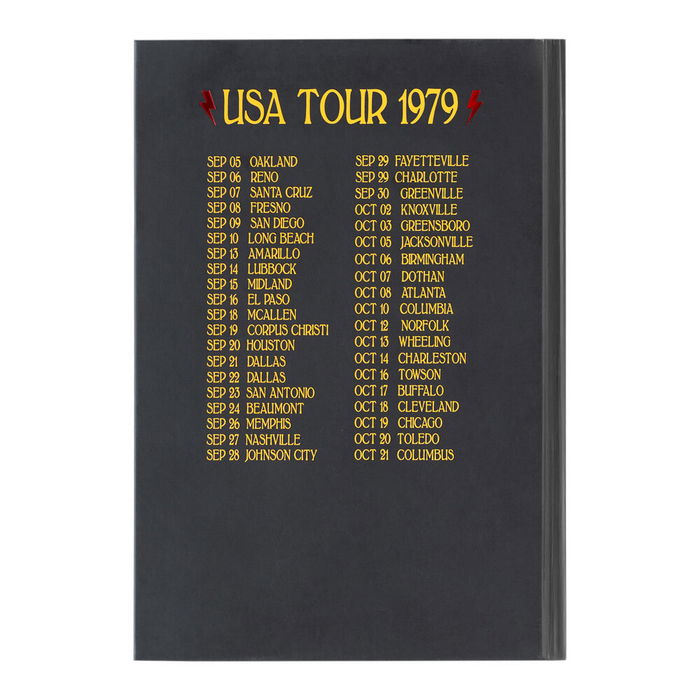 USA TOUR 1979
SEP 05 OAKLAND
SEP 06 RENO
SEP 07 SANTA CRUZ
SEP 08 FRESNO
SEP 09 SAN DIEGO
SEP 10 LONG BEACH
SEP 13 AMARILLO
SEP 14 LUBBOCK
SEP 15 MIDLAND
SEP 16 EL PASO
SEP 18 MCALLEN
SEP 19 CORPUS CHRISTI
SEP 20 HOUSTON
SEP 21 DALLAS
SEP 22 DALLAS
SEP 23 SAN ANTONIO
SEP 24 BEAUMONT
SEP 26 MEMPHIS
SEP 27 NASHVILLE
SEP 28 JOHNSON CITY
SEP 29 FAYETTEVILLE
SEP 29 CHARLOTTE
SEP 30 GREENVILLE
OCT 02 KNOXVILLE
OCT 03 GREENSBORO
OCT 05 JACKSONVILLE
OCT 06 BIRMINGHAM
OCT 07 DOTHAN
OCT 08 ATLANTA
OCT 10 COLUMBIA
OCT 12 NORFOLK
OCT 13 WHEELING
OCT 14 CHARLESTON
OCT 16 TOWSON
OCT 17 BUFFALO
OCT 18 CLEVELAND
OCT 19 CHICAGO
OCT 20 TOLEDO
OCT 21 COLUMBUS